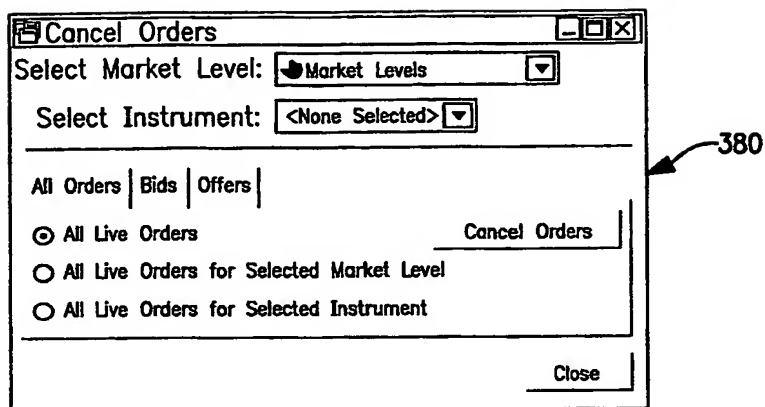 Cancel Orders
Select Market Level: Market Levels
Select Instrument: <None Selected>
380
All Orders Bids Offers
All Live Orders Cancel Orders
All Live Orders for Selected Market Level
All Live Orders for Selected Instrument
Close